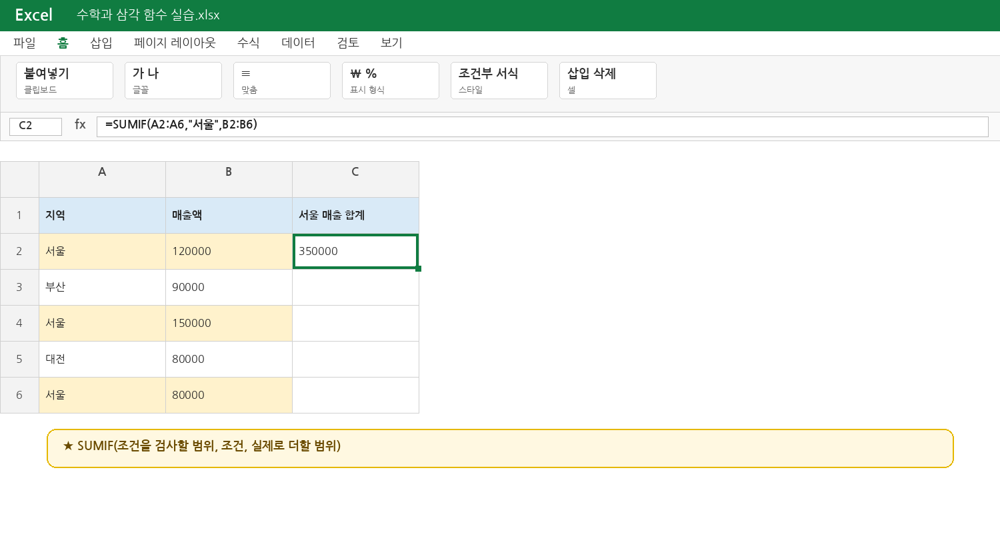 Excel 수학과 삼각 함수 실습.xlsx
파일 홈 삽입 페이지 레이아웃 수식 데이터 검토 보기
붙여넣기 가 나 ≡ ₩ % 조건부 서식 삽입 삭제
클립보드 글꼴 맞춤 표시 형식 스타일 셀
C2 fx =SUMIF(A2:A6,"서울",B2:B6)
A B C
1 지역 매출액 서울 매출 합계
2 서울 120000 350000
3 부산 90000
4 서울 150000
5 대전 80000
6 서울 80000
★ SUMIF(조건을 검사할 범위, 조건, 실제로 더할 범위)